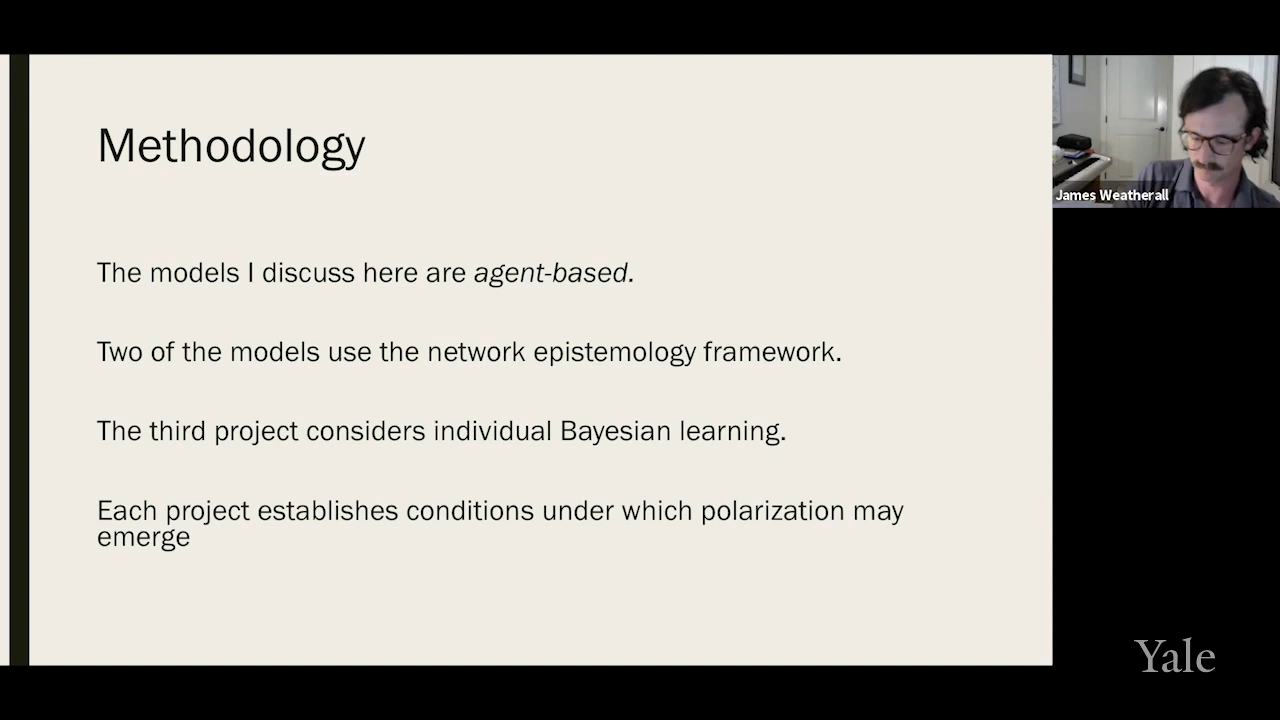 Methodology
The models I discuss here are agent-based.
Two of the models use the network epistemology framework.
The third project considers individual Bayesian learning.
Each project establishes conditions under which polarization may
emerge
James Weatherall
Yale